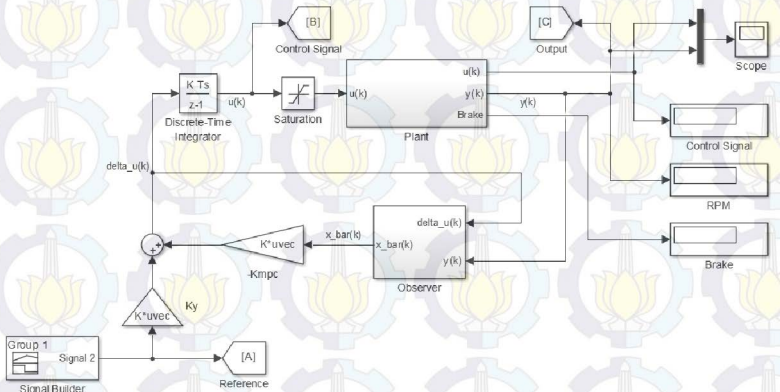 [B]
Control Signal
[C]
Output
Scope
K Ts
z-1
u(k)
Discrete-Time
Integrator
Saturation
u(k)
u(k)
y(k)
Brake
Plant
y(k)
Control Signal
RPM
Brake
delta_u(k)
delta_u(k)
x_bar(k)
y(k)
Observer
x_bar(k)
K*uvec
-Kmpc
++
K*uvec
Ky
Group 1
Signal 2
Signal Builder
[A]
Reference